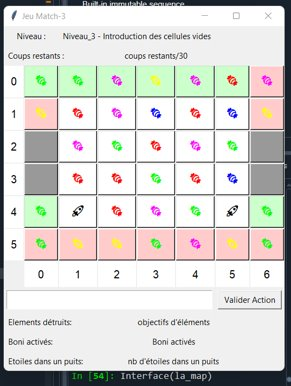 Built-in immutable sequence.
Jeu Match-3
Niveau : Niveau_3 - Introduction des cellules vides
Coups restants : coups restants/30
0
1
2
3
4
5
0 1 2 3 4 5 6
Valider Action
Elements détruits: objectifs d'éléments
Boni activés: Boni activés
Etoiles dans un puits: nb d'étoiles dans un puits
In [54]: Interface(la_map)